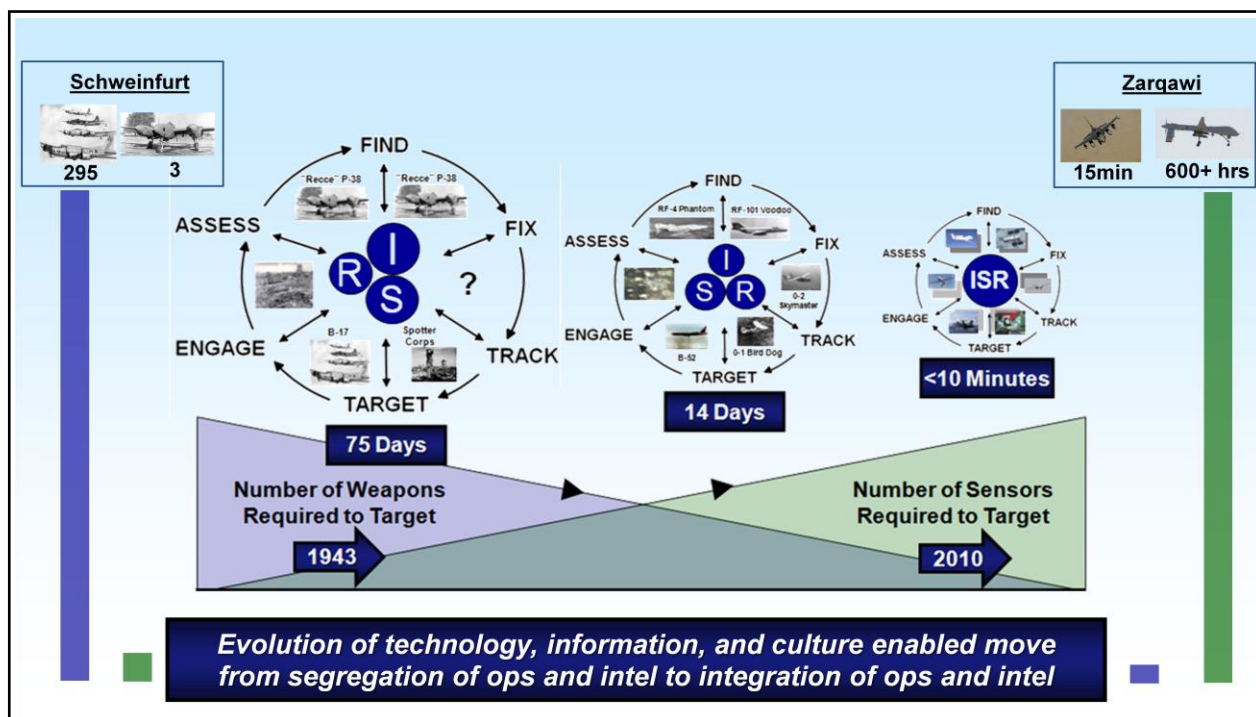 Schweinfurt
295 3
Zarqawi
15min 600+ hrs
FIND
"Recce" P-38 "Recce" P-38
ASSESS
FIX
I
R
S
?
B-17
Spotter
Corps
ENGAGE
TRACK
TARGET
75 Days
FIND
RF-4 Phantom RF-101 Voodoo
ASSESS
FIX
I
S R
0-2
Skymaster
ENGAGE
B-52
0-1 Bird Dog
TRACK
TARGET
14 Days
FIND
ASSESS
FIX
ISR
ENGAGE
TRACK
TARGET
<10 Minutes
Number of Weapons
Required to Target
1943
Number of Sensors
Required to Target
2010
Evolution of technology, information, and culture enabled move
from segregation of ops and intel to integration of ops and intel